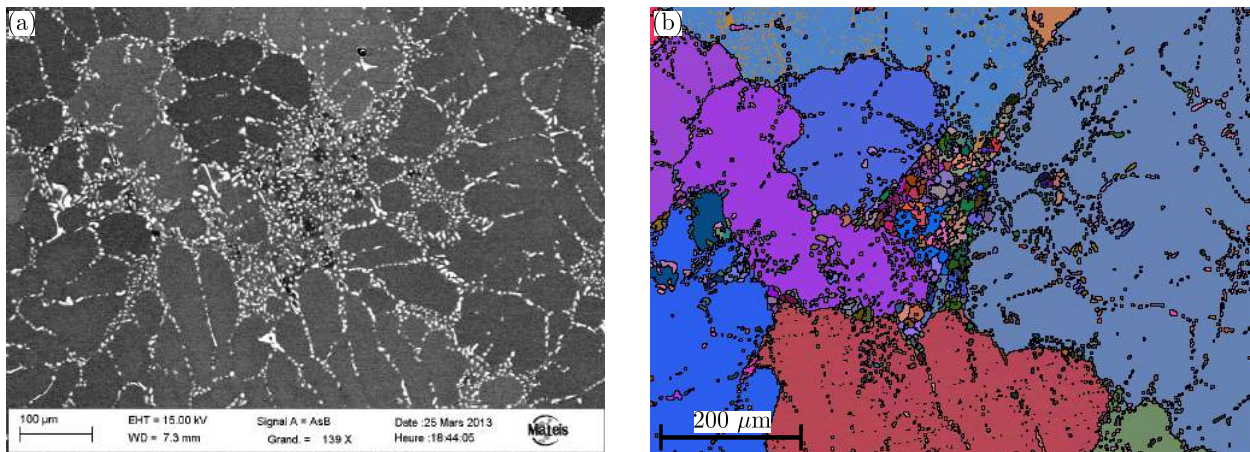 (a)
100 µm
EHT = 15.00 kV
WD = 7.3 mm
Signal A = AsB
Grand. = 139 X
Date :25 Mars 2013
Heure :18:44:05
Mateis
(b)
200 µm